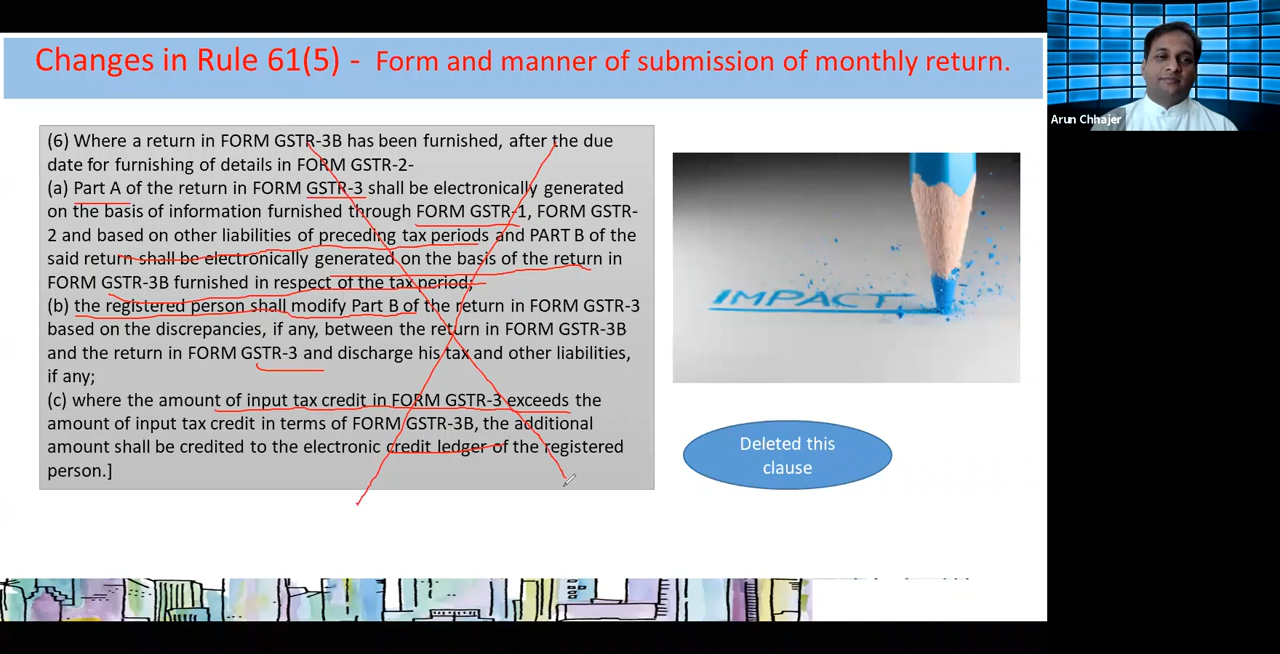 Changes in Rule 61(5) - Form and manner of submission of monthly return.
Arun Chhajer
(6) Where a return in FORM GSTR-3B has been furnished, after the due
date for furnishing of details in FORM GSTR-2-
(a) Part A of the return in FORM GSTR-3 shall be electronically generated
on the basis of information furnished through FORM GSTR-1, FORM GSTR-
2 and based on other liabilities of preceding tax periods and PART B of the
said return shall be electronically generated on the basis of the return in
FORM GSTR-3B furnished in respect of the tax period;
(b) the registered person shall modify Part B of the return in FORM GSTR-3
based on the discrepancies, if any, between the return in FORM GSTR-3B
and the return in FORM GSTR-3 and discharge his tax and other liabilities,
if any;
(c) where the amount of input tax credit in FORM GSTR-3 exceeds the
amount of input tax credit in terms of FORM GSTR-3B, the additional
amount shall be credited to the electronic credit ledger of the registered
person.]
IMPACT
Deleted this
clause